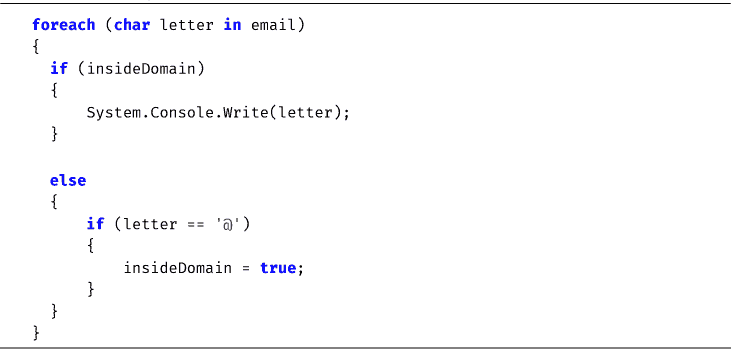 foreach (char letter in email)
{
  if (insideDomain)
  {
      System.Console.Write(letter);
  }

  else
  {
      if (letter == '@')
      {
          insideDomain = true;
      }
  }
}